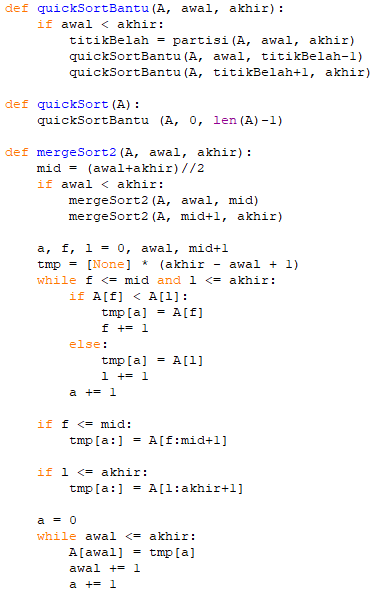 def quickSortBantu(A, awal, akhir):
    if awal < akhir:
        titikBelah = partisi(A, awal, akhir)
        quickSortBantu(A, awal, titikBelah-1)
        quickSortBantu(A, titikBelah+1, akhir)

def quickSort(A):
    quickSortBantu (A, 0, len(A)-1)

def mergeSort2(A, awal, akhir):
    mid = (awal+akhir)//2
    if awal < akhir:
        mergeSort2(A, awal, mid)
        mergeSort2(A, mid+1, akhir)

    a, f, l = 0, awal, mid+1
    tmp = [None] * (akhir - awal + 1)
    while f <= mid and l <= akhir:
        if A[f] < A[l]:
            tmp[a] = A[f]
            f += 1
        else:
            tmp[a] = A[l]
            l += 1
        a += 1

    if f <= mid:
        tmp[a:] = A[f:mid+1]

    if l <= akhir:
        tmp[a:] = A[l:akhir+1]

    a = 0
    while awal <= akhir:
        A[awal] = tmp[a]
        awal += 1
        a += 1